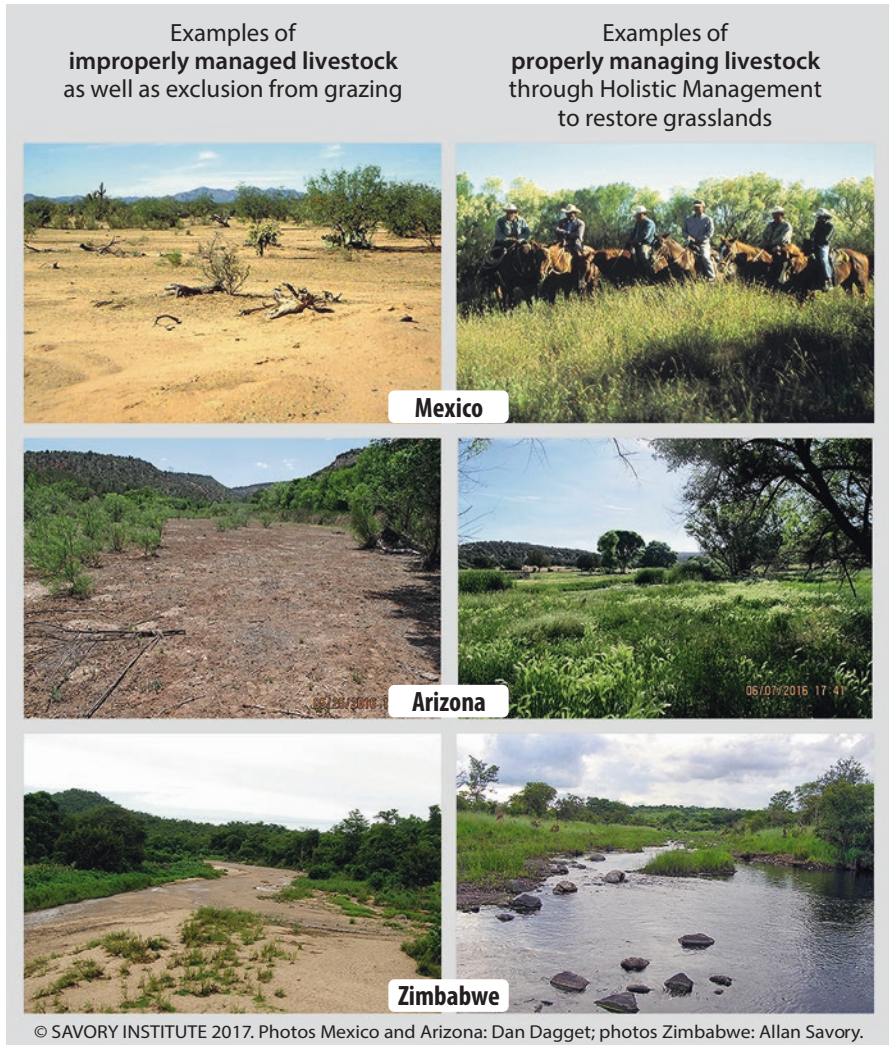 Examples of
improperly managed livestock
as well as exclusion from grazing
Examples of
properly managing livestock
through Holistic Management
to restore grasslands
Mexico
Arizona
06/07/2016 17:41
Zimbabwe
© SAVORY INSTITUTE 2017. Photos Mexico and Arizona: Dan Dagget; photos Zimbabwe: Allan Savory.